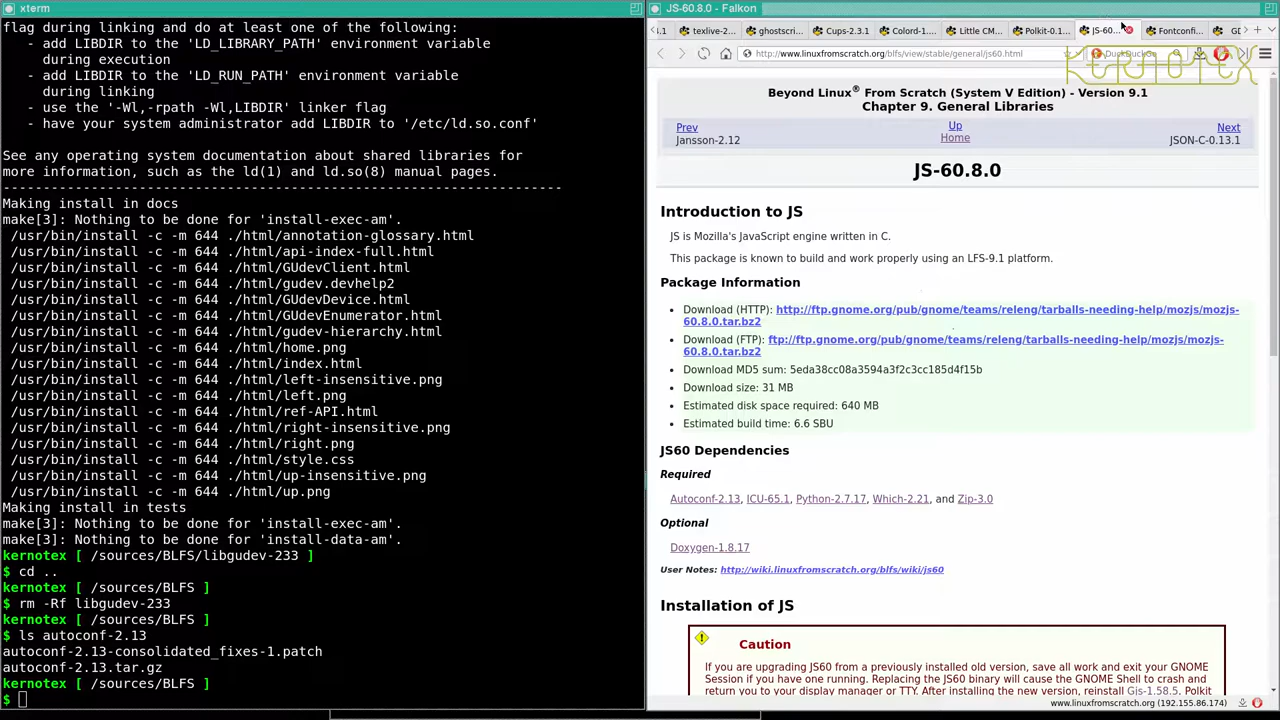 xterm
flag during linking and do at least one of the following:
- add LIBDIR to the 'LD_LIBRARY_PATH' environment variable
during execution
- add LIBDIR to the 'LD_RUN_PATH' environment variable
during linking
- use the '-Wl,-rpath -Wl,LIBDIR' linker flag
- have your system administrator add LIBDIR to '/etc/ld.so.conf'
See any operating system documentation about shared libraries for
more information, such as the ld(1) and ld.so(8) manual pages.
----------------------------------------------------------------------
Making install in docs
make[3]: Nothing to be done for 'install-exec-am'.
/usr/bin/install -c -m 644 ./html/annotation-glossary.html
/usr/bin/install -c -m 644 ./html/api-index-full.html
/usr/bin/install -c -m 644 ./html/GUdevClient.html
/usr/bin/install -c -m 644 ./html/gudev.devhelp2
/usr/bin/install -c -m 644 ./html/GUdevDevice.html
/usr/bin/install -c -m 644 ./html/GUdevEnumerator.html
/usr/bin/install -c -m 644 ./html/gudev-hierarchy.html
/usr/bin/install -c -m 644 ./html/home.png
/usr/bin/install -c -m 644 ./html/index.html
/usr/bin/install -c -m 644 ./html/left-insensitive.png
/usr/bin/install -c -m 644 ./html/left.png
/usr/bin/install -c -m 644 ./html/ref-API.html
/usr/bin/install -c -m 644 ./html/right-insensitive.png
/usr/bin/install -c -m 644 ./html/right.png
/usr/bin/install -c -m 644 ./html/style.css
/usr/bin/install -c -m 644 ./html/up-insensitive.png
/usr/bin/install -c -m 644 ./html/up.png
Making install in tests
make[3]: Nothing to be done for 'install-exec-am'.
make[3]: Nothing to be done for 'install-data-am'.
kernotex [ /sources/BLFS/libgudev-233 ]
$ cd ..
kernotex [ /sources/BLFS ]
$ rm -Rf libgudev-233
kernotex [ /sources/BLFS ]
$ ls autoconf-2.13
autoconf-2.13-consolidated_fixes-1.patch
autoconf-2.13.tar.gz
kernotex [ /sources/BLFS ]
$
JS-60.8.0 - Falkon
texlive-2... ghostscri... Cups-2.3.1 Colord-1.... Little CM... Polkit-0.1... JS-60... Fontconfi...
http://www.linuxfromscratch.org/blfs/view/stable/general/js60.html
DuckDuckGo
KERNOTEX
Beyond Linux® From Scratch (System V Edition) - Version 9.1
Chapter 9. General Libraries
Prev Up Next
Jansson-2.12 Home JSON-C-0.13.1
JS-60.8.0
Introduction to JS
JS is Mozilla's JavaScript engine written in C.
This package is known to build and work properly using an LFS-9.1 platform.
Package Information
• Download (HTTP): http://ftp.gnome.org/pub/gnome/teams/releng/tarballs-needing-help/mozjs/mozjs-
60.8.0.tar.bz2
• Download (FTP): ftp://ftp.gnome.org/pub/gnome/teams/releng/tarballs-needing-help/mozjs/mozjs-
60.8.0.tar.bz2
• Download MD5 sum: 5eda38cc08a3594a3f2c3cc185d4f15b
• Download size: 31 MB
• Estimated disk space required: 640 MB
• Estimated build time: 6.6 SBU
JS60 Dependencies
Required
Autoconf-2.13, ICU-65.1, Python-2.7.17, Which-2.21, and Zip-3.0
Optional
Doxygen-1.8.17
User Notes: http://wiki.linuxfromscratch.org/blfs/wiki/js60
Installation of JS
Caution
If you are upgrading JS60 from a previously installed old version, save all work and exit your GNOME
Session if you have one running. Replacing the JS60 binary will cause the GNOME Shell to crash and
return you to your display manager or TTY. After installing the new version, reinstall Gjs-1.58.5, Polkit
www.linuxfromscratch.org (192.155.86.174)